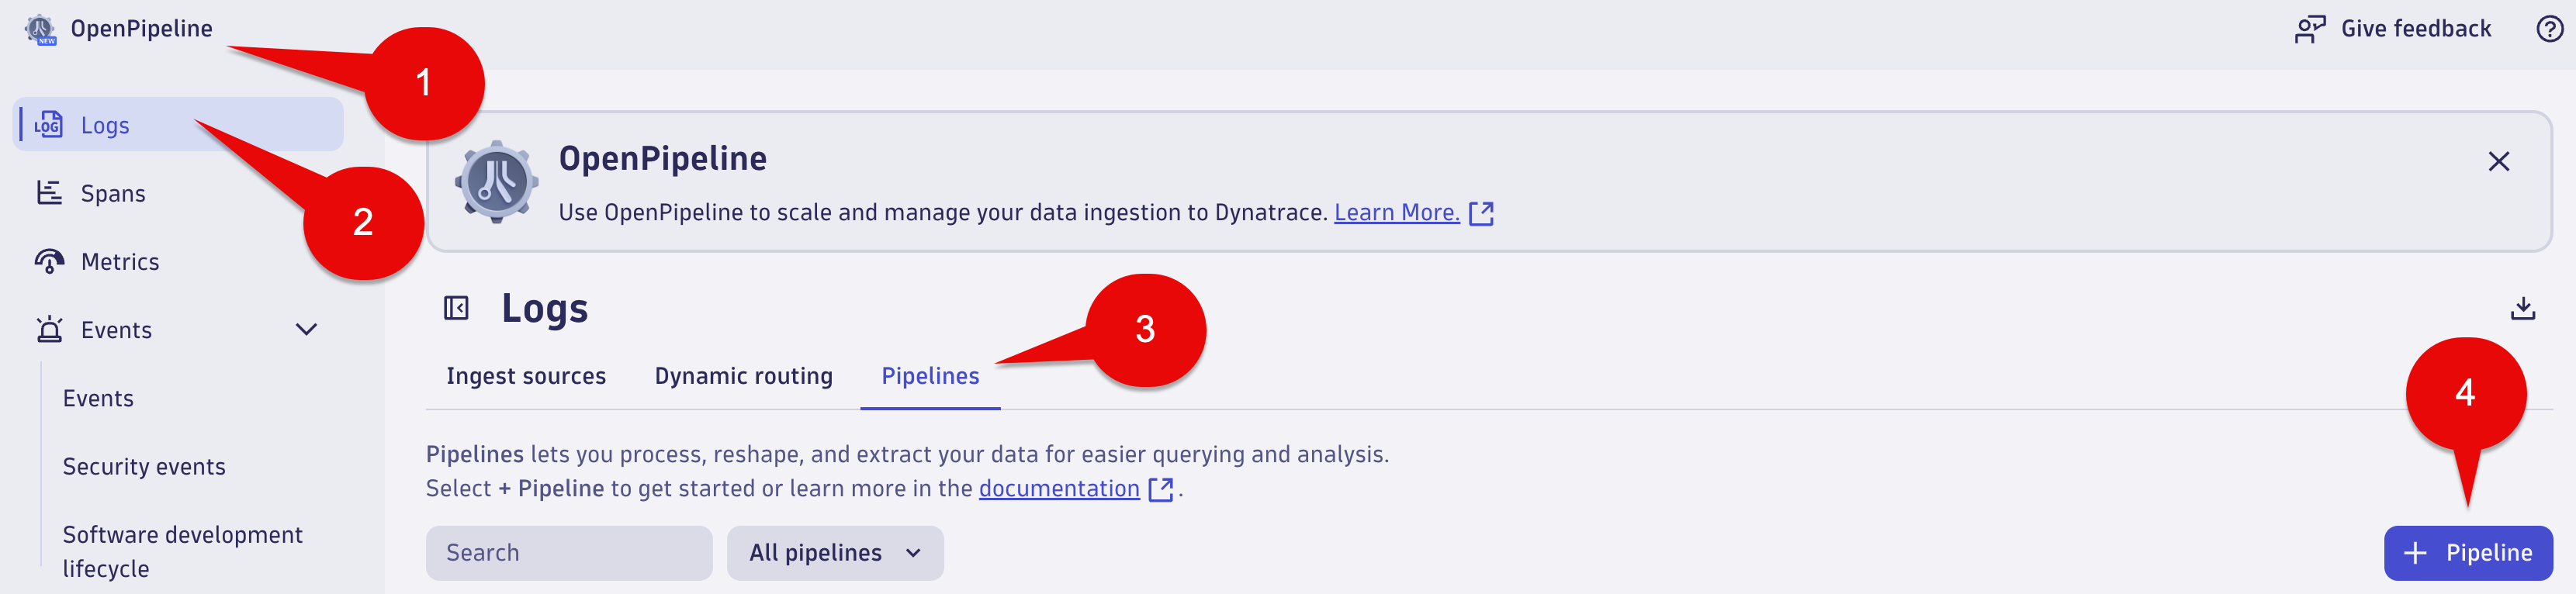 NEW
OpenPipeline
Give feedback
?
1
LOG
Logs
2
Spans
Metrics
Events
Events
Security events
Software development
lifecycle
OpenPipeline
Use OpenPipeline to scale and manage your data ingestion to Dynatrace. Learn More.
Logs
3
Ingest sources
Dynamic routing
Pipelines
4
Pipelines lets you process, reshape, and extract your data for easier querying and analysis.
Select + Pipeline to get started or learn more in the documentation .
Search
All pipelines
+ Pipeline